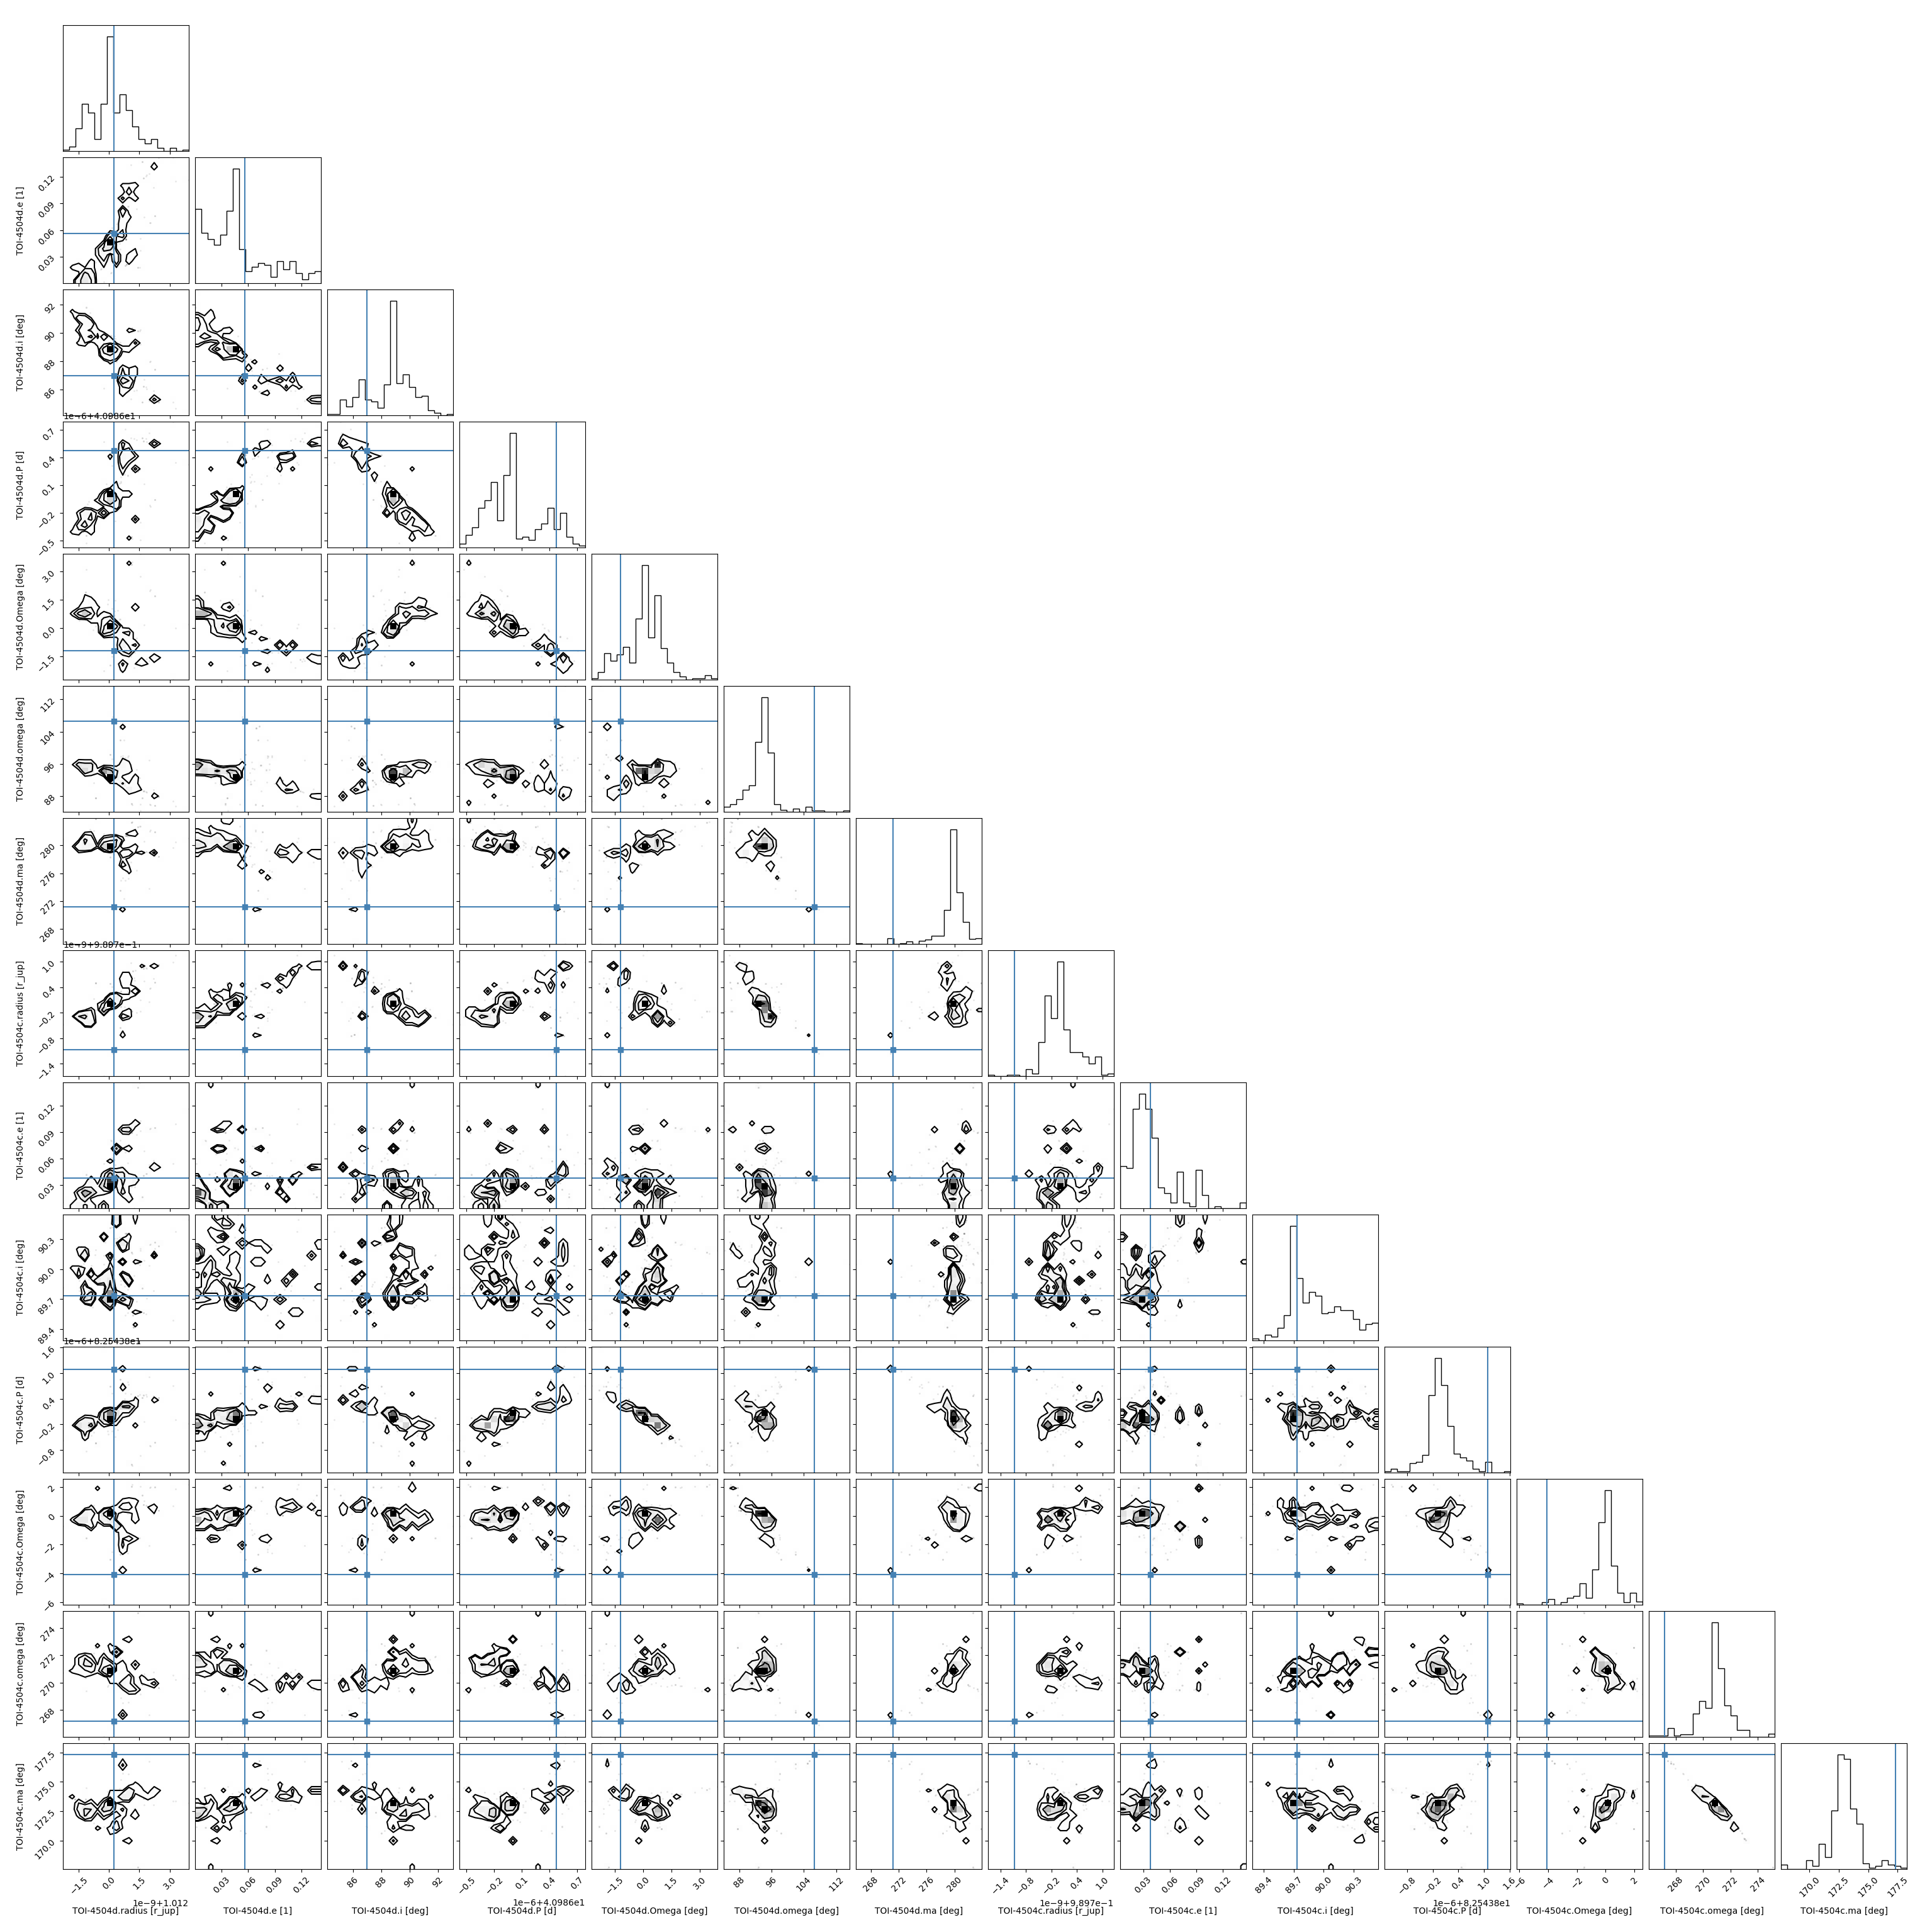 TOI-4504d.e [1]
0.12
0.09
0.06
0.03
TOI-4504d.i [deg]
92
90
88
86
1e−6+4.0986e1
TOI-4504d.P [d]
0.7
0.4
0.1
−0.2
−0.5
TOI-4504d.Omega [deg]
3.0
1.5
0.0
−1.5
TOI-4504d.omega [deg]
112
104
96
88
TOI-4504d.ma [deg]
280
276
272
268
1e−9+9.897e−1
TOI-4504c.radius [r_jup]
1.0
0.4
−0.2
−0.8
−1.4
TOI-4504c.e [1]
0.12
0.09
0.06
0.03
TOI-4504c.i [deg]
90.3
90.0
89.7
89.4
1e−6+8.25438e1
TOI-4504c.P [d]
1.6
1.0
0.4
−0.2
−0.8
TOI-4504c.Omega [deg]
2
0
−2
−4
−6
TOI-4504c.omega [deg]
274
272
270
268
TOI-4504c.ma [deg]
177.5
175.0
172.5
170.0
−1.5 0.0 1.5 3.0 0.03 0.06 0.09 0.12 86 88 90 92 −0.5 −0.2 0.1 0.4 0.7 −1.5 0.0 1.5 3.0 88 96 104 112 268 272 276 280 −1.4 −0.8 −0.2 0.4 1.0 0.03 0.06 0.09 0.12 89.4 89.7 90.0 90.3 −0.8 −0.2 0.4 1.0 1.6 −6 −4 −2 0 2 268 270 272 274 170.0 172.5 175.0 177.5
1e−9+1.012 1e−6+4.0986e1 1e−9+9.897e−1 1e−6+8.25438e1
TOI-4504d.radius [r_jup] TOI-4504d.e [1] TOI-4504d.i [deg] TOI-4504d.P [d] TOI-4504d.Omega [deg] TOI-4504d.omega [deg] TOI-4504d.ma [deg] TOI-4504c.radius [r_jup] TOI-4504c.e [1] TOI-4504c.i [deg] TOI-4504c.P [d] TOI-4504c.Omega [deg] TOI-4504c.omega [deg] TOI-4504c.ma [deg]